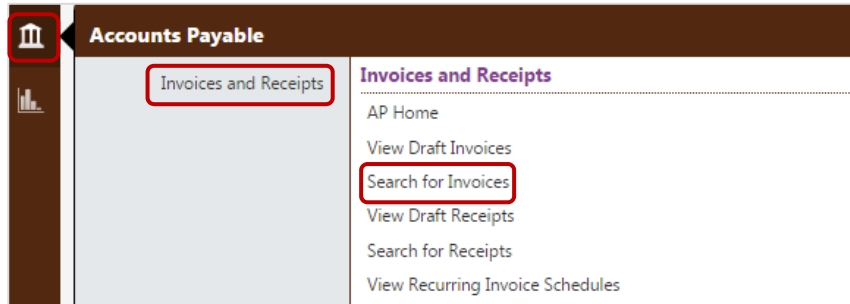 Accounts Payable
Invoices and Receipts
Invoices and Receipts
AP Home
View Draft Invoices
Search for Invoices
View Draft Receipts
Search for Receipts
View Recurring Invoice Schedules